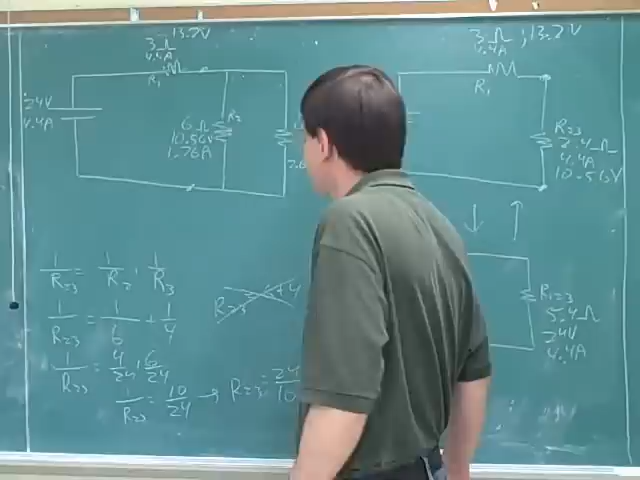 3Ω 13.2V
4.4A
R₁
24V
4.4A
6Ω R₂
10.56V
1.76A
3Ω, 13.2V
4.4A
R₁
R₂₃
2.4Ω
4.4A
10.56V
↓ ↑
R₁₂₃
5.4Ω
24V
4.4A
1/R₂₃ = 1/R₂ + 1/R₃
1/R₂₃ = 1/6 + 1/4
1/R₂₃ = 4/24 + 6/24
1/R₂₃ = 10/24 → R₂₃ = 24/10